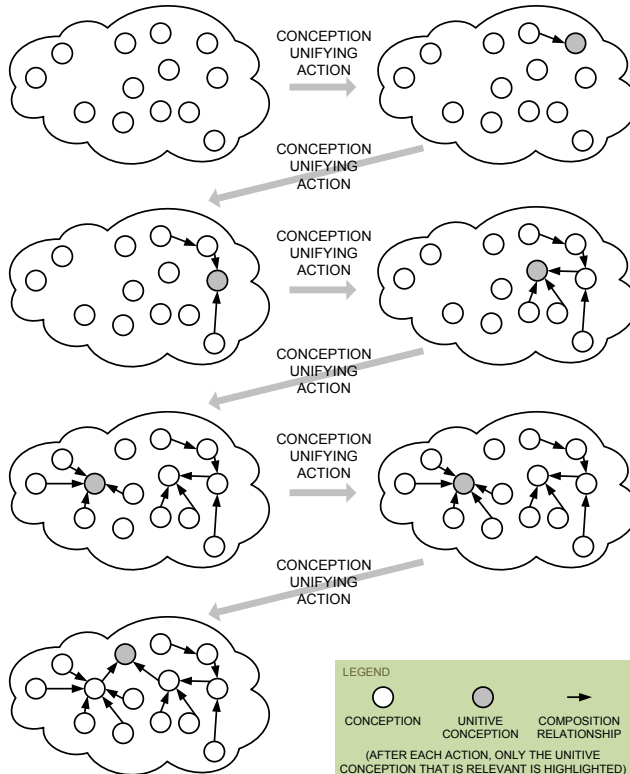 CONCEPTION
UNIFYING
ACTION
CONCEPTION
UNIFYING
ACTION
CONCEPTION
UNIFYING
ACTION
CONCEPTION
UNIFYING
ACTION
CONCEPTION
UNIFYING
ACTION
CONCEPTION
UNIFYING
ACTION
LEGEND
CONCEPTION
UNITIVE
CONCEPTION
COMPOSITION
RELATIONSHIP
(AFTER EACH ACTION, ONLY THE UNITIVE
CONCEPTION THAT IS RELEVANT IS HIGHLIGHTED)